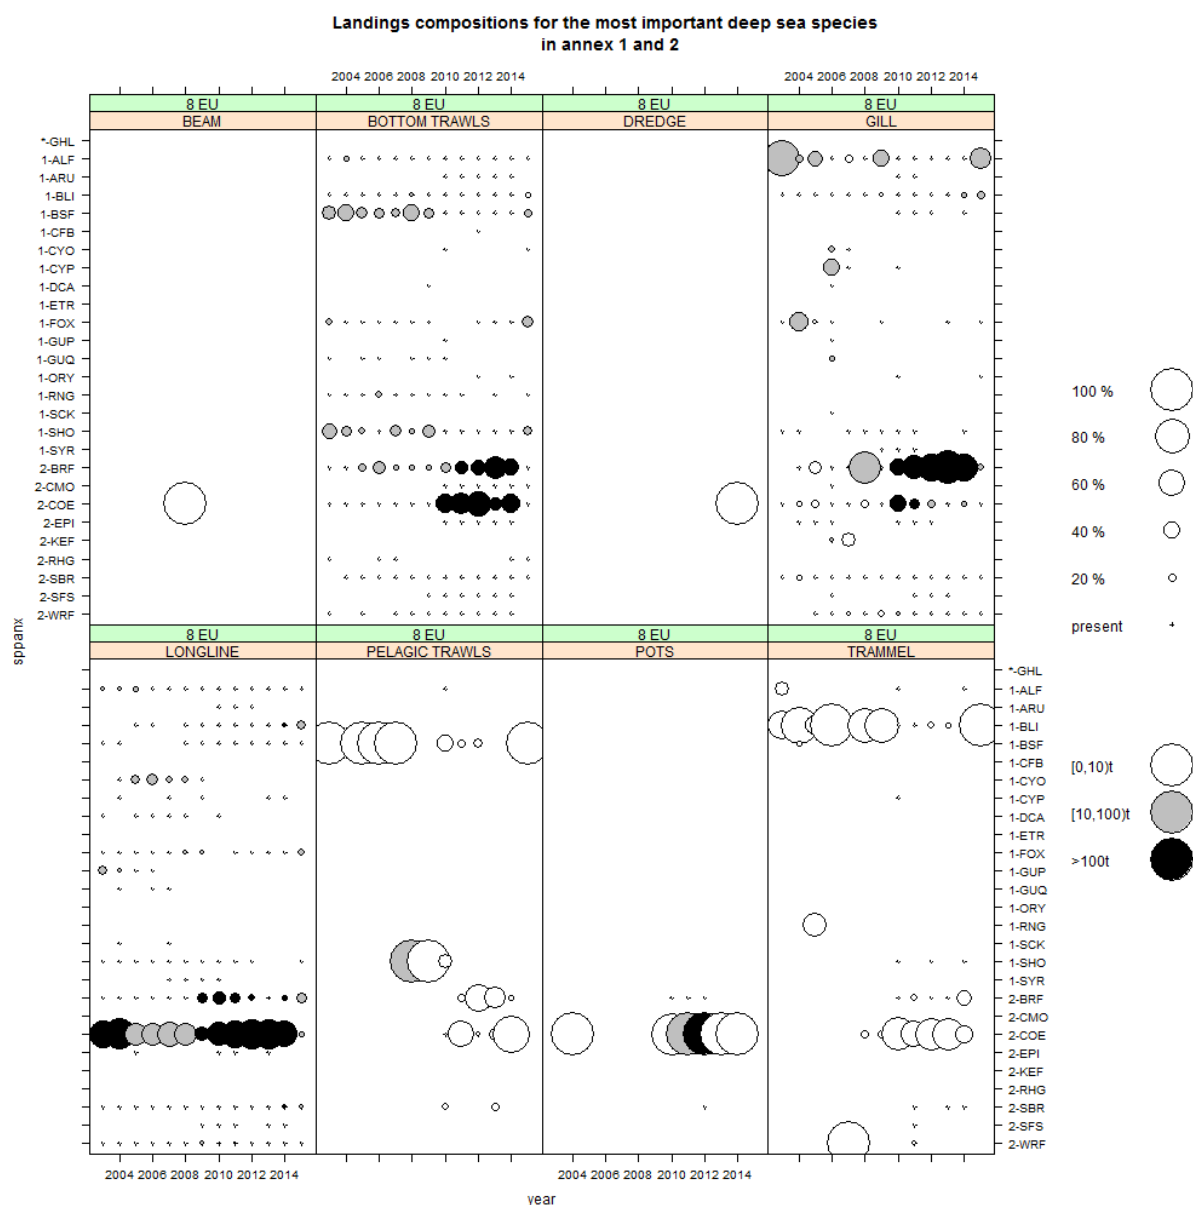 Landings compositions for the most important deep sea species
in annex 1 and 2
2004 2006 2008 2010 2012 2014
2004 2006 2008 2010 2012 2014
8 EU
8 EU
8 EU
8 EU
BEAM
BOTTOM TRAWLS
DREDGE
GILL
*-GHL
1-ALF
1-ARU
1-BLI
1-BSF
1-CFB
1-CYO
1-CYP
1-DCA
1-ETR
1-FOX
1-GUP
1-GUQ
1-ORY
1-RNG
1-SCK
1-SHO
1-SYR
2-BRF
2-CMO
2-COE
2-EPI
2-KEF
2-RHG
2-SBR
2-SFS
2-WRF
sppanx
8 EU
8 EU
8 EU
8 EU
LONGLINE
PELAGIC TRAWLS
POTS
TRAMMEL
*-GHL
1-ALF
1-ARU
1-BLI
1-BSF
1-CFB
1-CYO
1-CYP
1-DCA
1-ETR
1-FOX
1-GUP
1-GUQ
1-ORY
1-RNG
1-SCK
1-SHO
1-SYR
2-BRF
2-CMO
2-COE
2-EPI
2-KEF
2-RHG
2-SBR
2-SFS
2-WRF
2004 2006 2008 2010 2012 2014
2004 2006 2008 2010 2012 2014
year
100 %
80 %
60 %
40 %
20 %
present
[0,10)t
[10,100)t
>100t